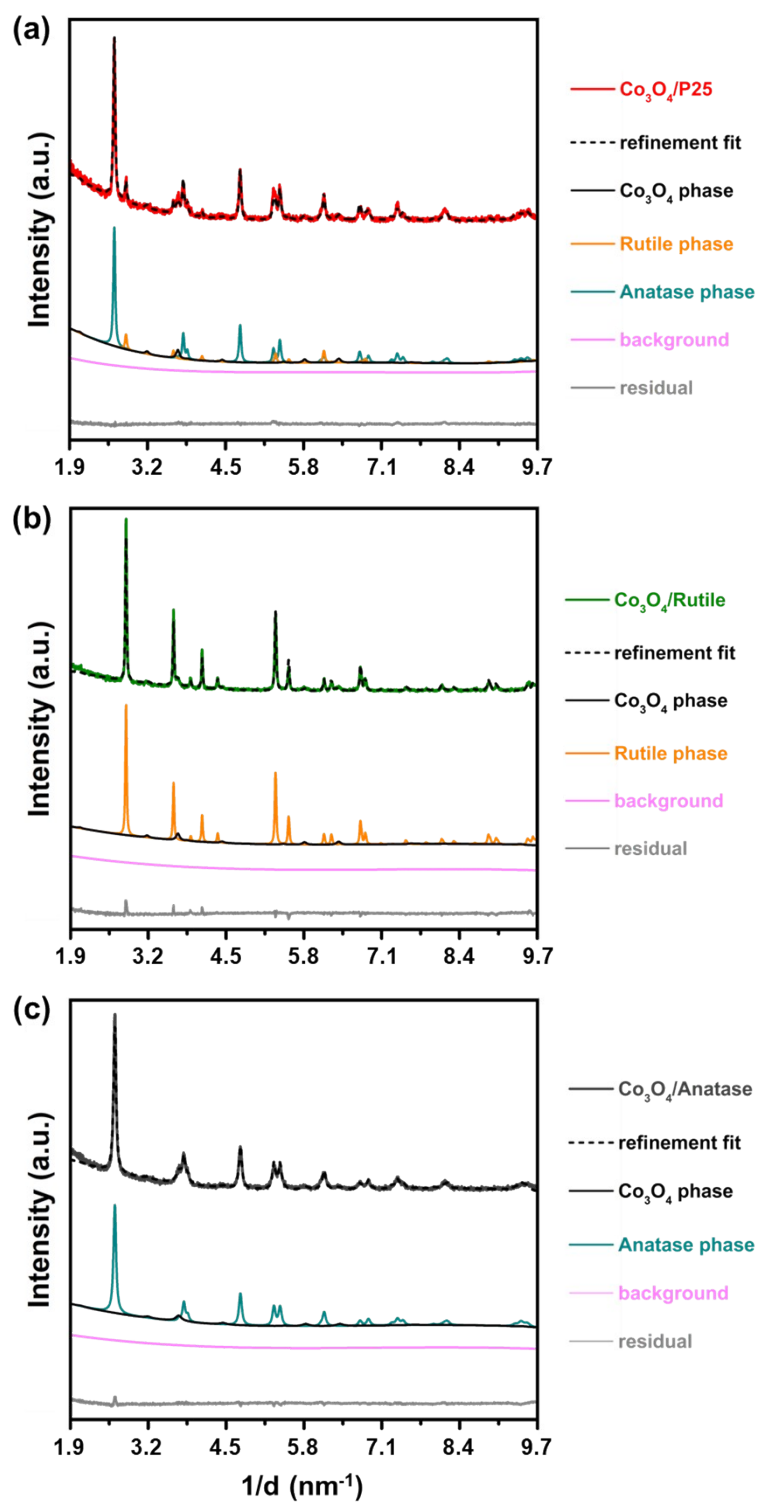 (a)
Intensity (a.u.)
Co₃O₄/P25
refinement fit
Co₃O₄ phase
Rutile phase
Anatase phase
background
residual
1.9 3.2 4.5 5.8 7.1 8.4 9.7
(b)
Intensity (a.u.)
Co₃O₄/Rutile
refinement fit
Co₃O₄ phase
Rutile phase
background
residual
1.9 3.2 4.5 5.8 7.1 8.4 9.7
(c)
Intensity (a.u.)
Co₃O₄/Anatase
refinement fit
Co₃O₄ phase
Anatase phase
background
residual
1.9 3.2 4.5 5.8 7.1 8.4 9.7
1/d (nm⁻¹)